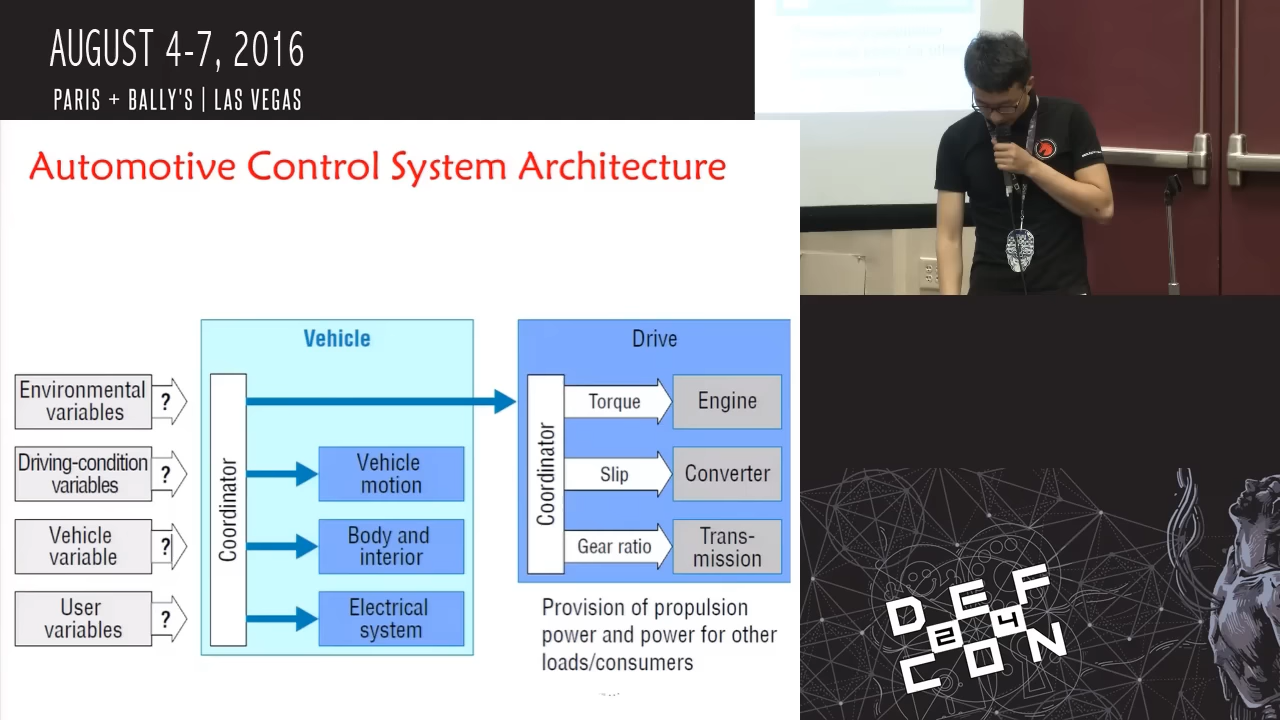 AUGUST 4-7, 2016
PARIS + BALLY'S | LAS VEGAS
Automotive Control System Architecture
Environmental
variables
?
Driving-condition
variables
?
Vehicle
variable
?
User
variables
?
Vehicle
Coordinator
Vehicle
motion
Body and
interior
Electrical
system
Drive
Coordinator
Torque
Engine
Slip
Converter
Gear ratio
Trans-
mission
Provision of propulsion
power and power for other
loads/consumers
DEF
24
CON